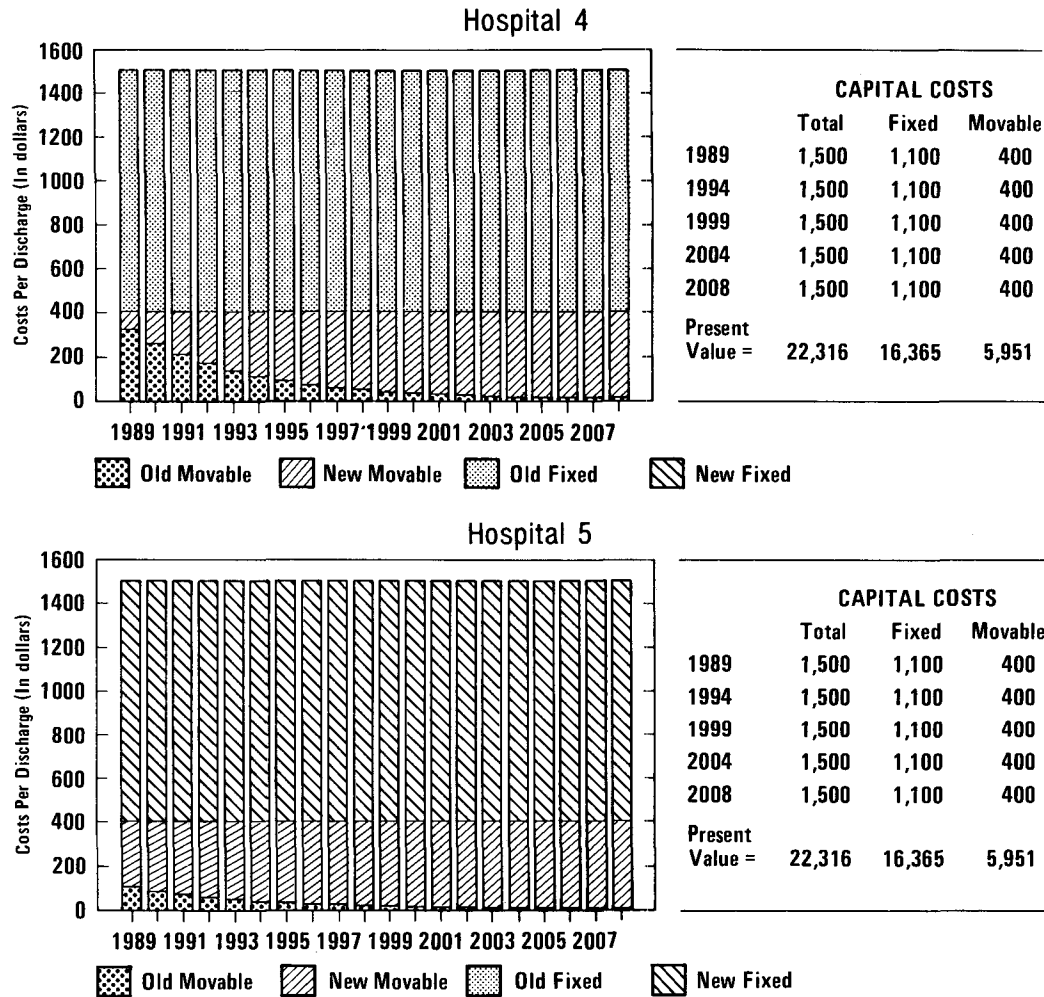 Hospital 4
Costs Per Discharge (In dollars)
1600
1400
1200
1000
800
600
400
200
0
1989 1991 1993 1995 1997 1999 2001 2003 2005 2007
Old Movable New Movable Old Fixed New Fixed
CAPITAL COSTS
Total Fixed Movable
1989 1,500 1,100 400
1994 1,500 1,100 400
1999 1,500 1,100 400
2004 1,500 1,100 400
2008 1,500 1,100 400
Present
Value = 22,316 16,365 5,951
Hospital 5
Costs Per Discharge (In dollars)
1600
1400
1200
1000
800
600
400
200
0
1989 1991 1993 1995 1997 1999 2001 2003 2005 2007
Old Movable New Movable Old Fixed New Fixed
CAPITAL COSTS
Total Fixed Movable
1989 1,500 1,100 400
1994 1,500 1,100 400
1999 1,500 1,100 400
2004 1,500 1,100 400
2008 1,500 1,100 400
Present
Value = 22,316 16,365 5,951